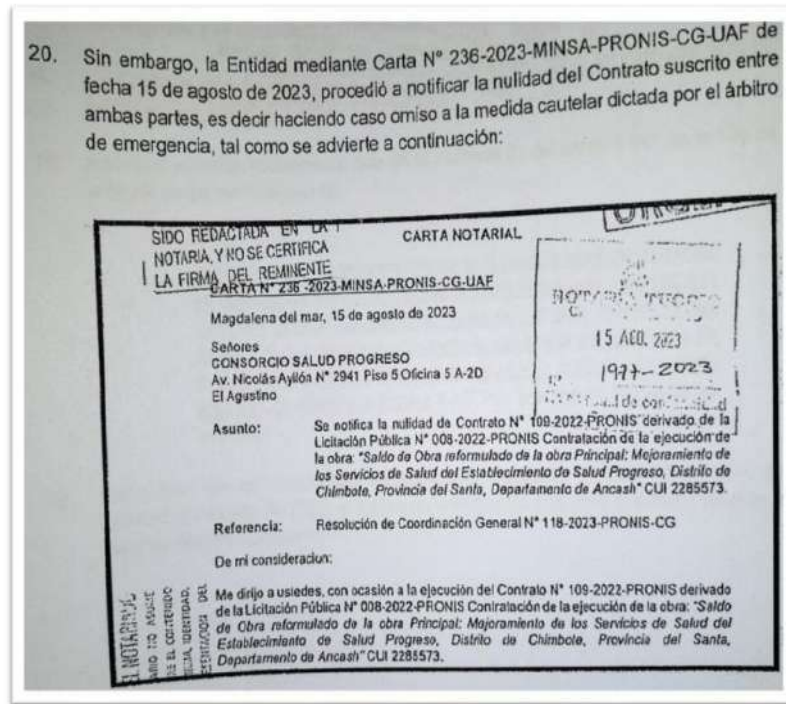 20. Sin embargo, la Entidad mediante Carta N° 236-2023-MINSA-PRONIS-CG-UAF de
fecha 15 de agosto de 2023, procedió a notificar la nulidad del Contrato suscrito entre
ambas partes, es decir haciendo caso omiso a la medida cautelar dictada por el árbitro
de emergencia, tal como se advierte a continuación:
SIDO REDACTADA EN LA
NOTARIA, Y NO SE CERTIFICA
LA FIRMA DEL REMINENTE
CARTA NOTARIAL
CARTA N° 236 -2023-MINSA-PRONIS-CG-UAF
Magdalena del mar, 15 de agosto de 2023
15 AGO. 2023
1977-2023
Señores
CONSORCIO SALUD PROGRESO
Av. Nicolás Ayllón N° 2941 Piso 5 Oficina 5 A-2D
El Agustino
Asunto: Se notifica la nulidad de Contrato N° 109-2022-PRONIS derivado de la
Licitación Pública N° 008-2022-PRONIS Contratación de la ejecución de
la obra: "Saldo de Obra reformulado de la obra Principal: Mejoramiento de
los Servicios de Salud del Establecimiento de Salud Progreso, Distrito de
Chimbote, Provincia del Santa, Departamento de Ancash" CUI 2285573.
Referencia: Resolución de Coordinación General N° 118-2023-PRONIS-CG
De mi consideración:
Me dirijo a ustedes, con ocasión a la ejecución del Contrato N° 109-2022-PRONIS derivado
de la Licitación Pública N° 008-2022-PRONIS Contratación de la ejecución de la obra: "Saldo
de Obra reformulado de la obra Principal: Mejoramiento de los Servicios de Salud del
Establecimiento de Salud Progreso, Distrito de Chimbote, Provincia del Santa,
Departamento de Ancash" CUI 2285573.
EL CONTENIDO
IDENTIDAD,
DEL